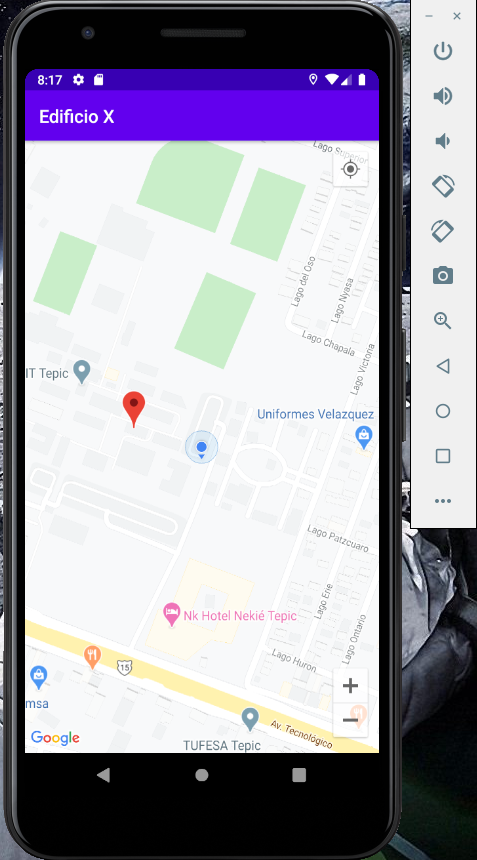 8:17
Edificio X
Lago Superior
Lago del Oso
Lago Nyasa
Lago Chapala
Lago Victoria
IT Tepic
Uniformes Velazquez
Lago Patzcuaro
Lago Erie
Lago Ontario
Nk Hotel Nekié Tepic
Lago Huron
15
msa
Av. Tecnológico
Google
TUFESA Tepic